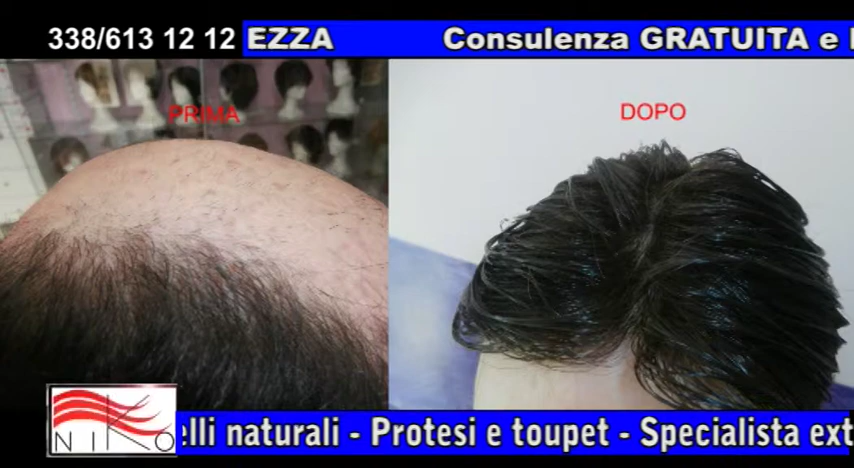 338/613 12 12 EZZA Consulenza GRATUITA e
PRIMA
DOPO
NIKO
elli naturali - Protesi e toupet - Specialista ext